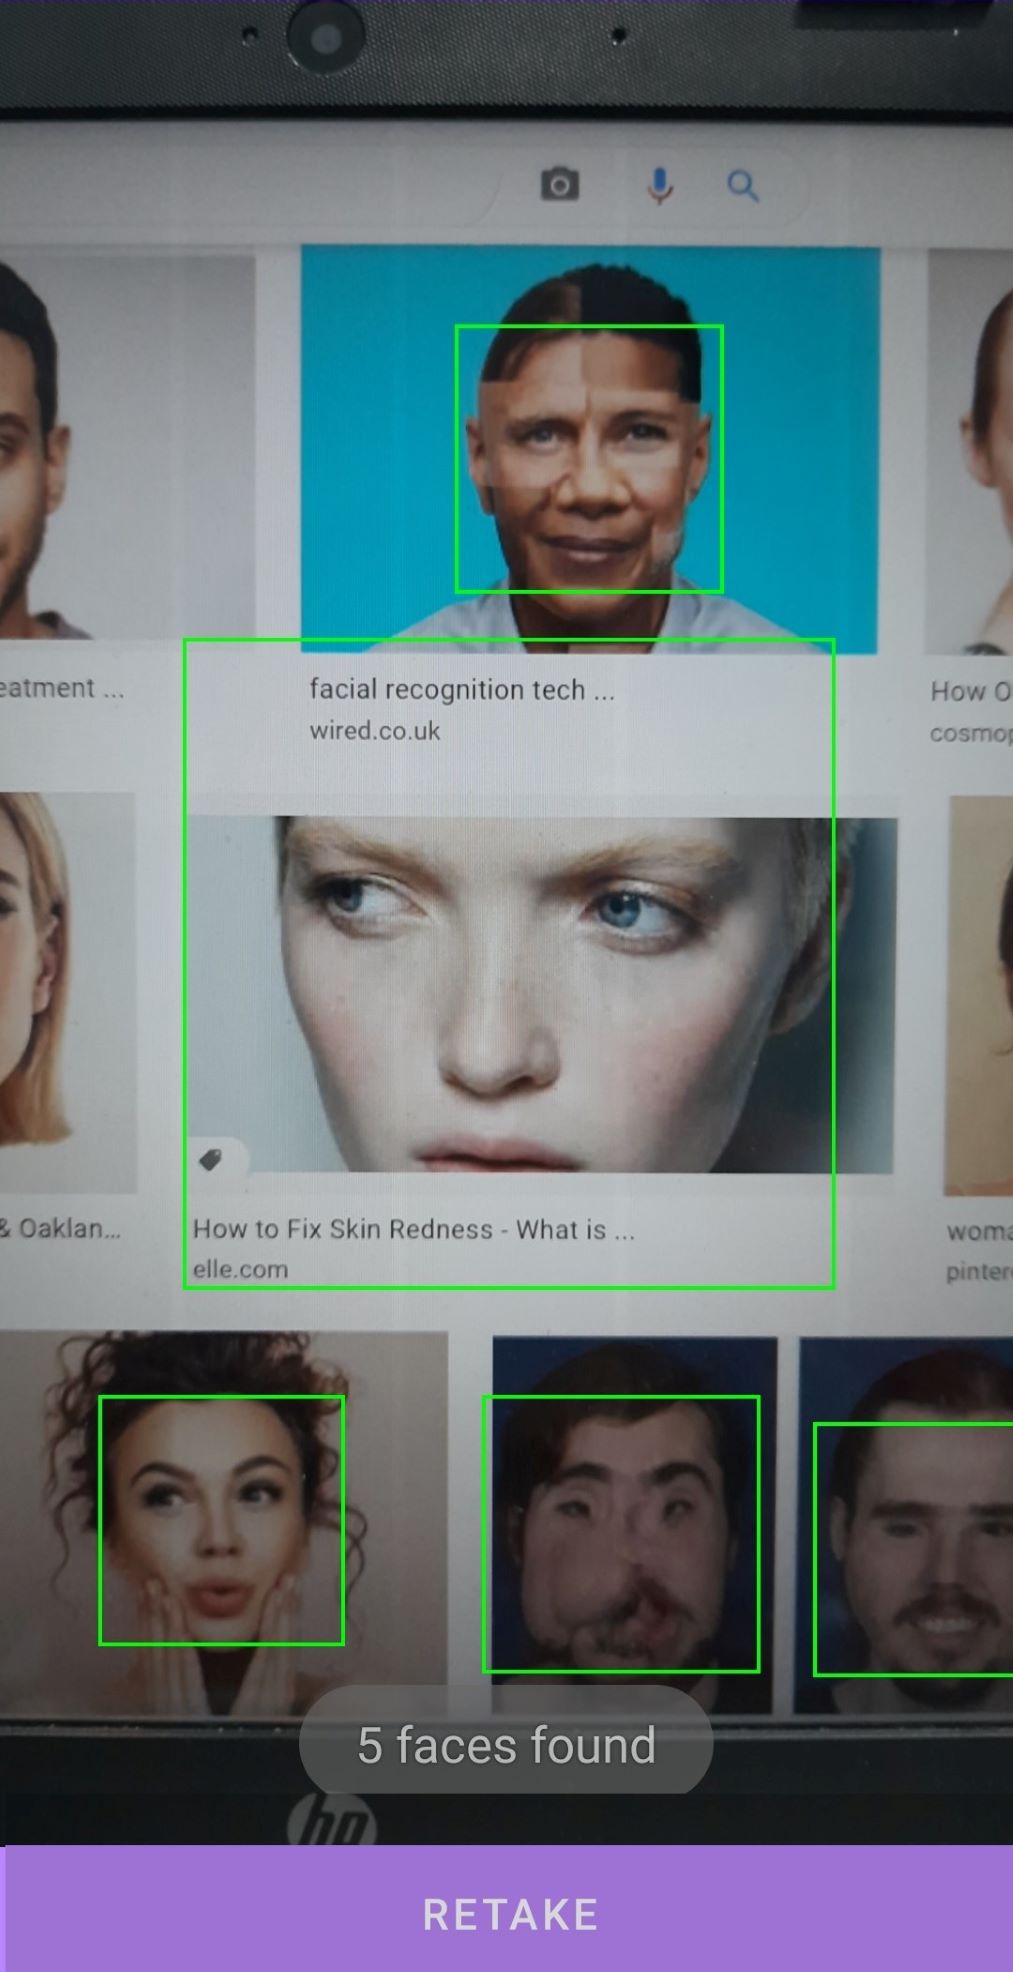 eatment ...
facial recognition tech ...
wired.co.uk
How O
cosmop
& Oaklan...
How to Fix Skin Redness - What is ...
elle.com
woma
pinter
5 faces found
hp
RETAKE